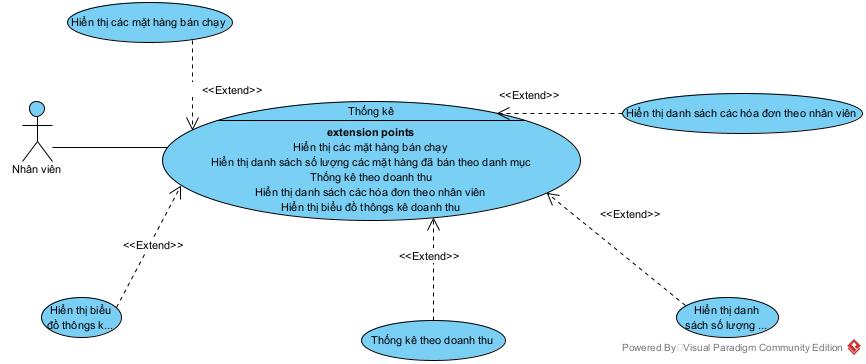 Hiển thị các mặt hàng bán chạy
<<Extend>>
<<Extend>>
Thống kê
Hiển thị danh sách các hóa đơn theo nhân viên
extension points
Hiển thị các mặt hàng bán chạy
Hiển thị danh sách số lượng các mặt hàng đã bán theo danh mục
Thống kê theo doanh thu
Hiển thị danh sách các hóa đơn theo nhân viên
Hiển thị biểu đồ thôngs kê doanh thu
Nhân viên
<<Extend>>
<<Extend>>
<<Extend>>
Hiển thị biểu
đồ thôngs k...
Thống kê theo doanh thu
Hiển thị danh
sách số lượng ...
Powered By Visual Paradigm Community Edition